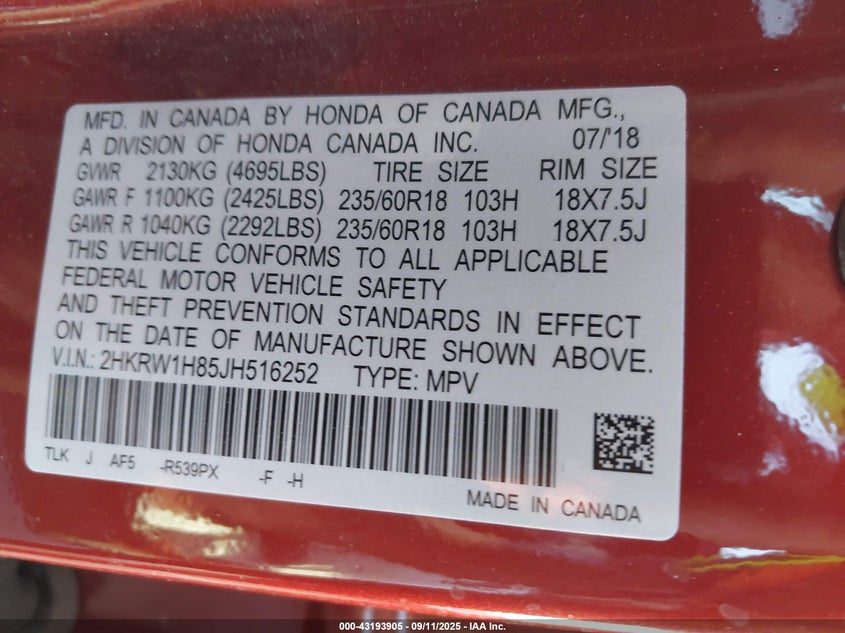 MFD. IN CANADA BY HONDA OF CANADA MFG.,
A DIVISION OF HONDA CANADA INC. 07/'18
GVWR 2130KG (4695LBS) TIRE SIZE RIM SIZE
GAWR F 1100KG (2425LBS) 235/60R18 103H 18X7.5J
GAWR R 1040KG (2292LBS) 235/60R18 103H 18X7.5J
THIS VEHICLE CONFORMS TO ALL APPLICABLE
FEDERAL MOTOR VEHICLE SAFETY
AND THEFT PREVENTION STANDARDS IN EFFECT
ON THE DATE OF MANUFACTURE SHOWN ABOVE.
V.I.N.: 2HKRW1H85JH516252 TYPE: MPV
TLK J AF5 -R539PX -F -H
MADE IN CANADA
000-43193905 - 09/11/2025 - IAA Inc.